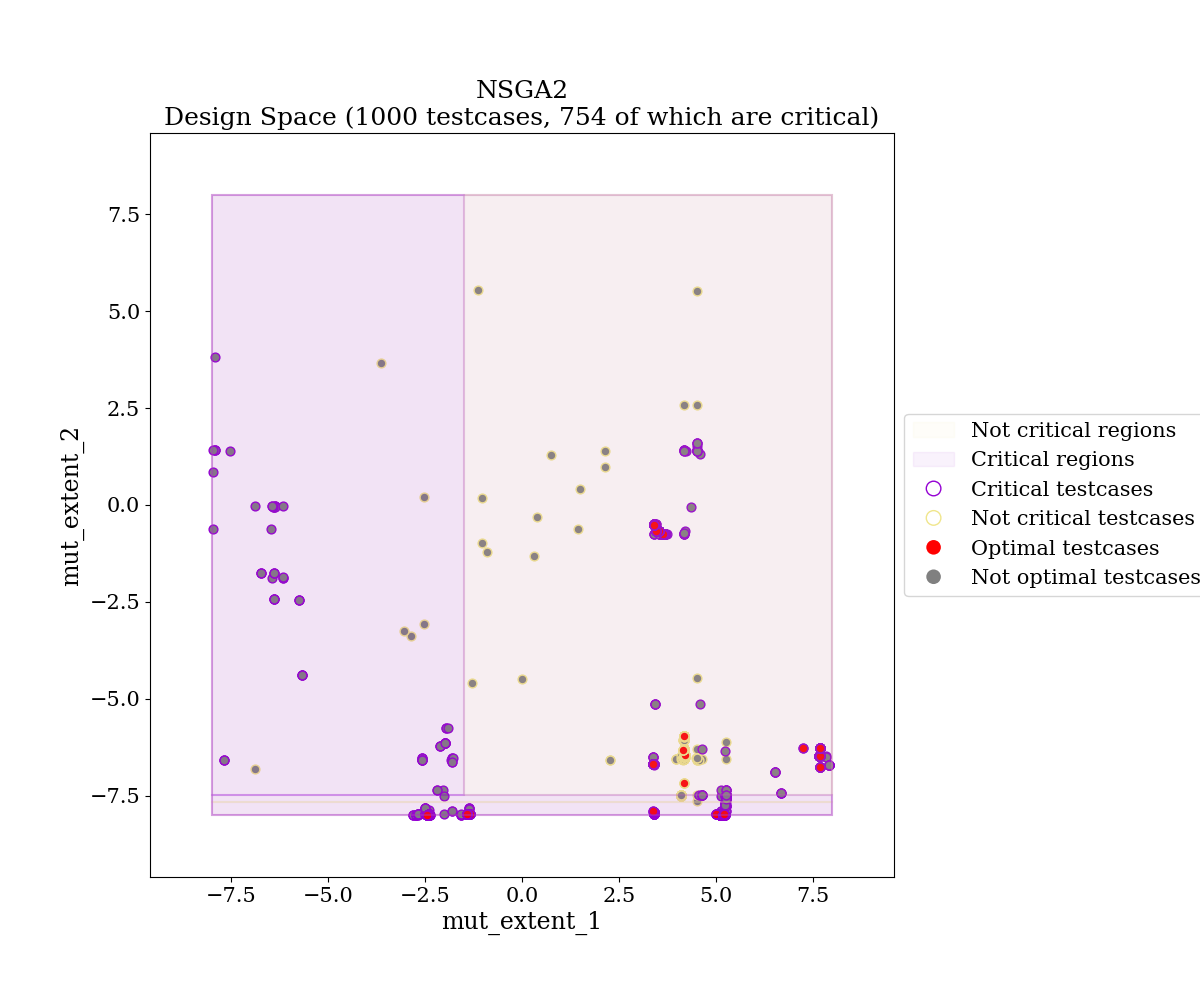 NSGA2
Design Space (1000 testcases, 754 of which are critical)
7.5
5.0
2.5
0.0
−2.5
−5.0
−7.5
mut_extent_2
−7.5
−5.0
−2.5
0.0
2.5
5.0
7.5
mut_extent_1
Not critical regions
Critical regions
Critical testcases
Not critical testcases
Optimal testcases
Not optimal testcases